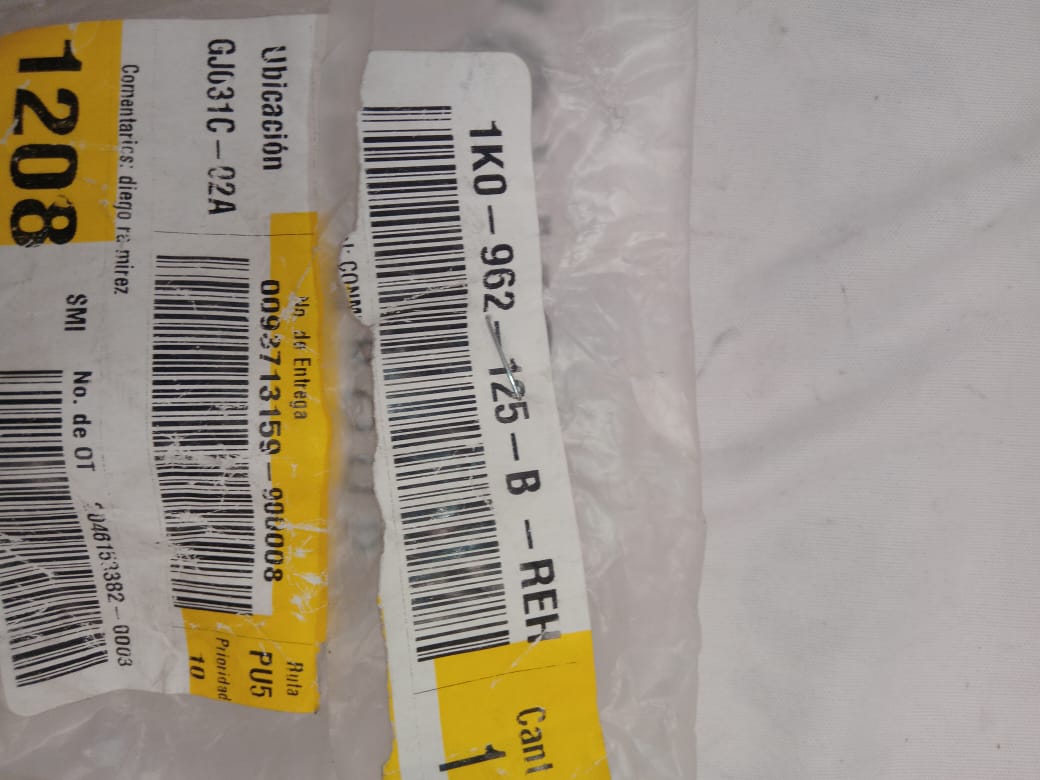 1K0-962-125-B -REH
Cant
1
Ubicación
GJ031C-02A
No. de Entrega
0093713159-900008
Ruta
PU5
Prioridad
10
Comentarios: diego ramirez
1208
SMI No. de OT